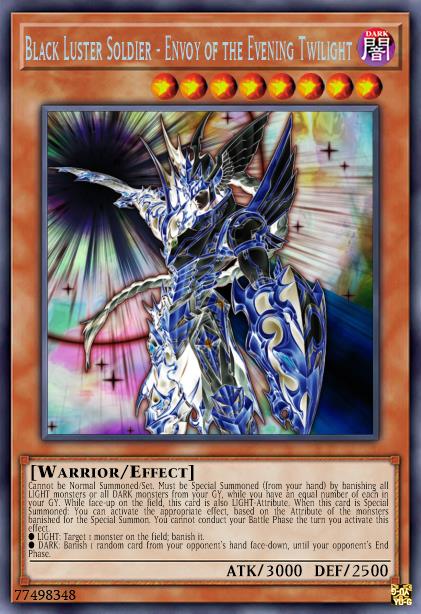 Black Luster Soldier - Envoy of the Evening Twilight
DARK
闇
[Warrior/Effect]
Cannot be Normal Summoned/Set. Must be Special Summoned (from your hand) by banishing all
LIGHT monsters or all DARK monsters from your GY, while you have an equal number of each in
your GY. While face-up on the field, this card is also LIGHT-Attribute. When this card is Special
Summoned: You can activate the appropriate effect, based on the Attribute of the monsters
banished for the Special Summon. You cannot conduct your Battle Phase the turn you activate this
effect.
● LIGHT: Target 1 monster on the field; banish it.
● DARK: Banish 1 random card from your opponent's hand face-down, until your opponent's End
Phase.
ATK/3000 DEF/2500
77498348